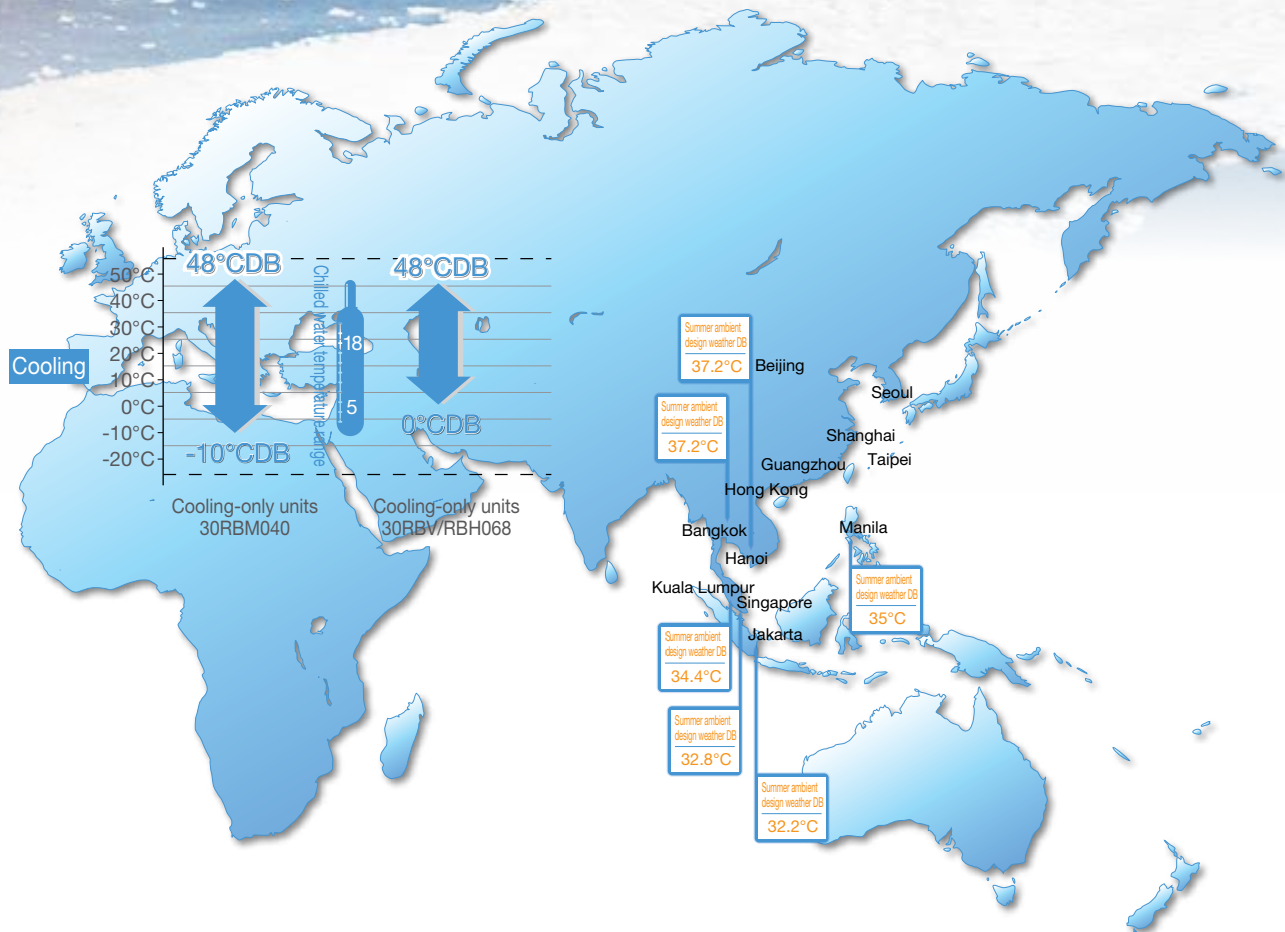 Cooling
50°C
40°C
30°C
20°C
10°C
0°C
-10°C
-20°C
48°CDB
-10°CDB
Cooling-only units
30RBM040
Chilled water temperature range
18
5
48°CDB
0°CDB
Cooling-only units
30RBV/RBH068
Summer ambient
design weather DB
37.2°C
Beijing
Seoul
Summer ambient
design weather DB
37.2°C
Shanghai
Taipei
Guangzhou
Hong Kong
Bangkok
Manila
Hanoi
Kuala Lumpur
Singapore
Jakarta
Summer ambient
design weather DB
35°C
Summer ambient
design weather DB
34.4°C
Summer ambient
design weather DB
32.8°C
Summer ambient
design weather DB
32.2°C